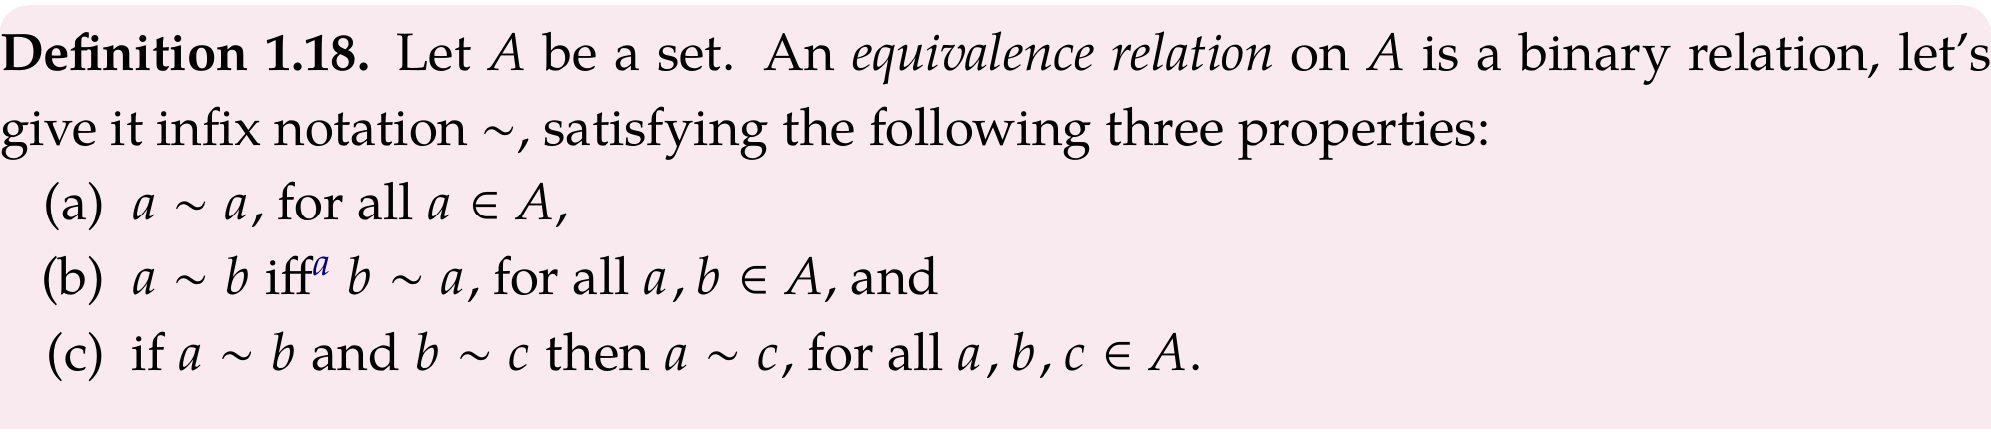 Definition 1.18. Let A be a set. An equivalence relation on A is a binary relation, let's
give it infix notation ∼, satisfying the following three properties:
(a) a ∼ a, for all a ∈ A,
(b) a ∼ b iffᵃ b ∼ a, for all a, b ∈ A, and
(c) if a ∼ b and b ∼ c then a ∼ c, for all a, b, c ∈ A.